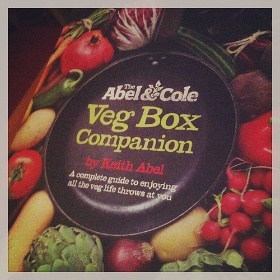 The
Abel & Cole
Veg Box
Companion
by Keith Abel
A complete guide to enjoying
all the veg life throws at you